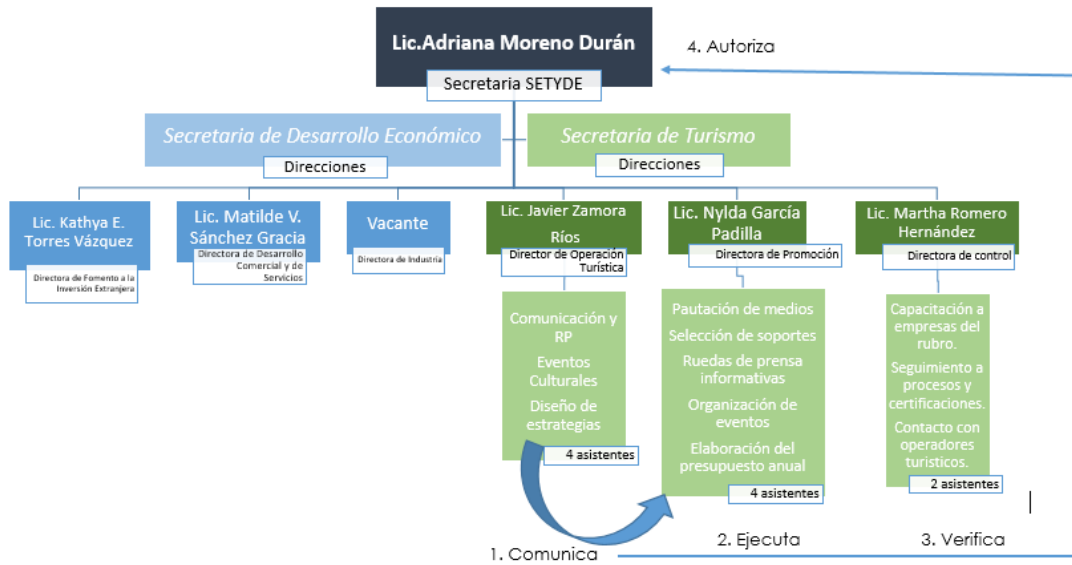 Lic.Adriana Moreno Durán
4. Autoriza
Secretaria SETYDE
Secretaria de Desarrollo Económico
Direcciones
Secretaria de Turismo
Direcciones
Lic. Kathya E.
Torres Vázquez
Directora de Fomento a la
Inversión Extranjera
Lic. Matilde V.
Sánchez Gracia
Directora de Desarrollo
Comercial y de
Servicios
Vacante
Directora de Industria
Lic. Javier Zamora
Ríos
Director de Operación
Turística
Comunicación y
RP
Eventos
Culturales
Diseño de
estrategias
4 asistentes
Lic. Nylda García
Padilla
Directora de Promoción
Pautación de medios
Selección de soportes
Ruedas de prensa
informativas
Organización de
eventos
Elaboración del
presupuesto anual
4 asistentes
Lic. Martha Romero
Hernández
Directora de control
Capacitación a
empresas del
rubro.
Seguimiento a
procesos y
certificaciones.
Contacto con
operadores
turisticos.
2 asistentes
1. Comunica
2. Ejecuta
3. Verifica